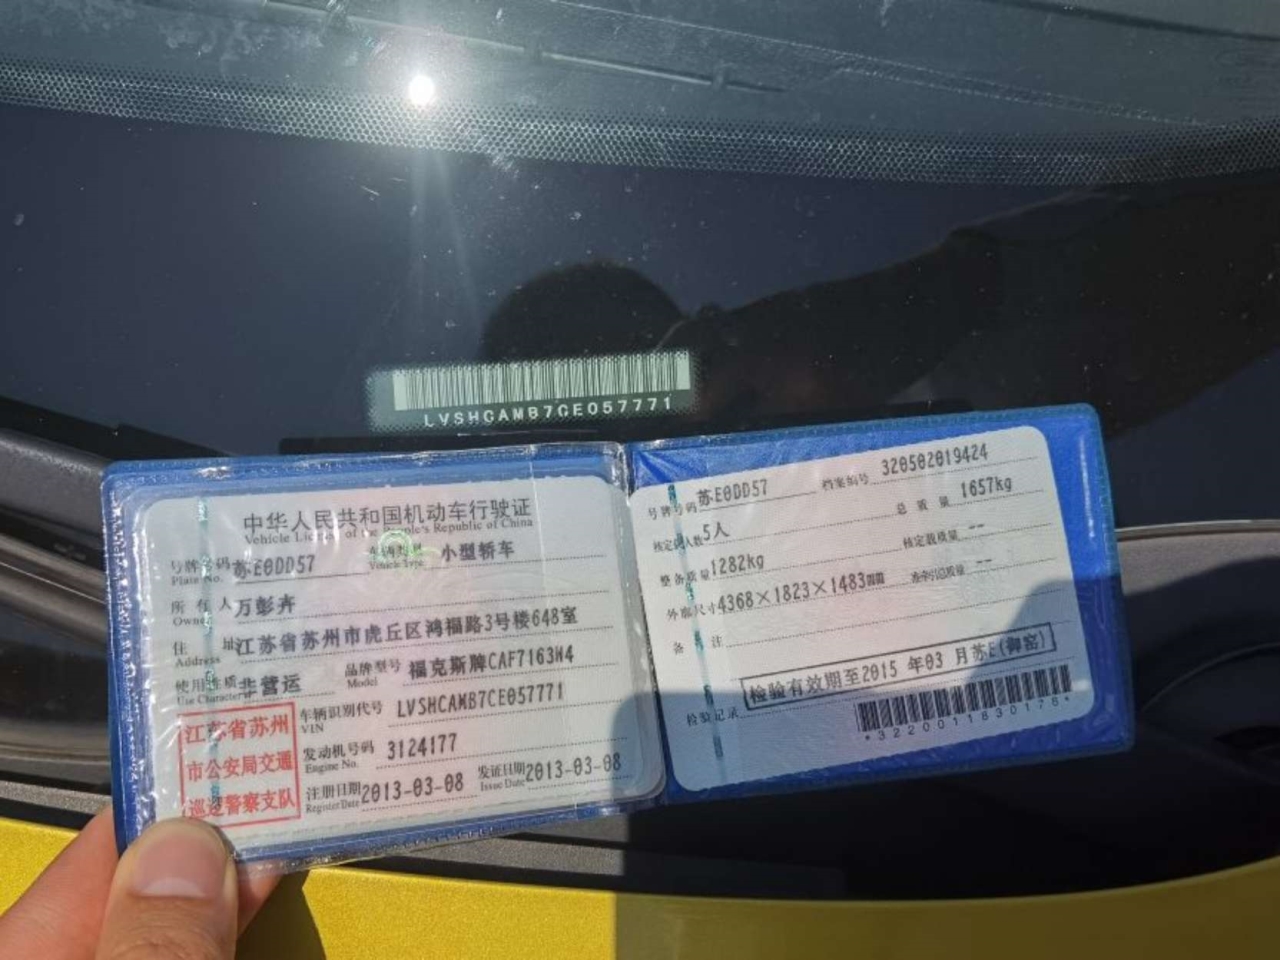 LVSHCAMB7CE057771
中华人民共和国机动车行驶证
Vehicle License of the People's Republic of China
号牌号码 苏E0DD57 车辆类型 小型轿车
Plate No. Vehicle Type
所有人 万彭卉
Owner
住址 江苏省苏州市虎丘区鸿福路3号楼648室
Address
使用性质 非营运 品牌型号 福克斯牌CAF7163M4
Use Character Model
车辆识别代号 LVSHCAMB7CE057771
VIN
发动机号码 3124177
Engine No.
注册日期 2013-03-08 发证日期 2013-03-08
Register Date Issue Date
江苏省苏州
市公安局交通
巡逻警察支队
号牌号码 苏E0DD57 档案编号 320502019424
核定载人数 5人 总质量 1657kg
整备质量 1282kg 核定载质量 --
外廓尺寸 4368×1823×1483mm 准牵引总质量 --
备注
检验有效期至2015 年03 月苏E(御窑)
检验记录
*3220011830176*